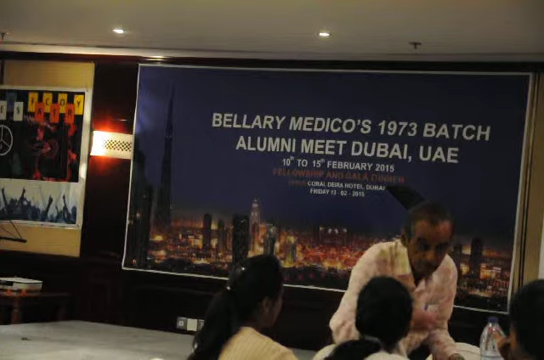 BELLARY MEDICO'S 1973 BATCH
ALUMNI MEET DUBAI, UAE
10th TO 15th FEBRUARY 2015
FELLOWSHIP AND GALA DINNER
CORAL DEIRA HOTEL, DUBAI
FRIDAY 13 - 02 - 2015